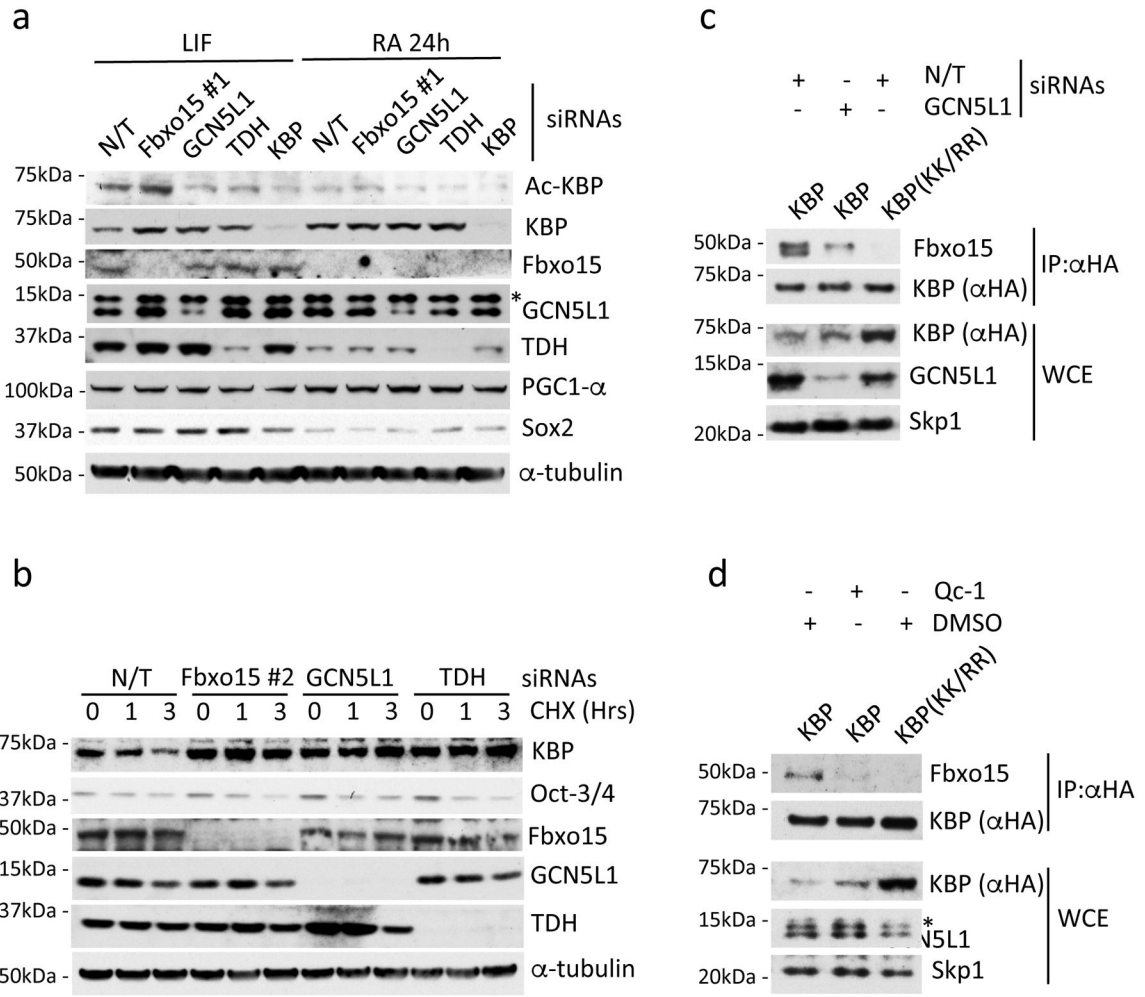 a
LIF RA 24h
N/T Fbxo15 #1 GCN5L1 TDH KBP N/T Fbxo15 #1 GCN5L1 TDH KBP siRNAs
75kDa - Ac-KBP
75kDa - KBP
50kDa - Fbxo15
15kDa - *
GCN5L1
37kDa - TDH
100kDa - PGC1-α
37kDa - Sox2
50kDa - α-tubulin
b
N/T Fbxo15 #2 GCN5L1 TDH siRNAs
0 1 3 0 1 3 0 1 3 0 1 3 CHX (Hrs)
75kDa - KBP
37kDa - Oct-3/4
50kDa - Fbxo15
15kDa - GCN5L1
37kDa - TDH
50kDa - α-tubulin
c
+ - + N/T siRNAs
- + - GCN5L1
KBP KBP KBP(KK/RR)
50kDa - Fbxo15 IP:αHA
75kDa - KBP (αHA)
75kDa - KBP (αHA)
15kDa - GCN5L1 WCE
20kDa - Skp1
d
- + - Qc-1
+ - + DMSO
KBP KBP KBP(KK/RR)
50kDa - Fbxo15 IP:αHA
75kDa - KBP (αHA)
75kDa - KBP (αHA)
15kDa - * WCE
N5L1
20kDa - Skp1